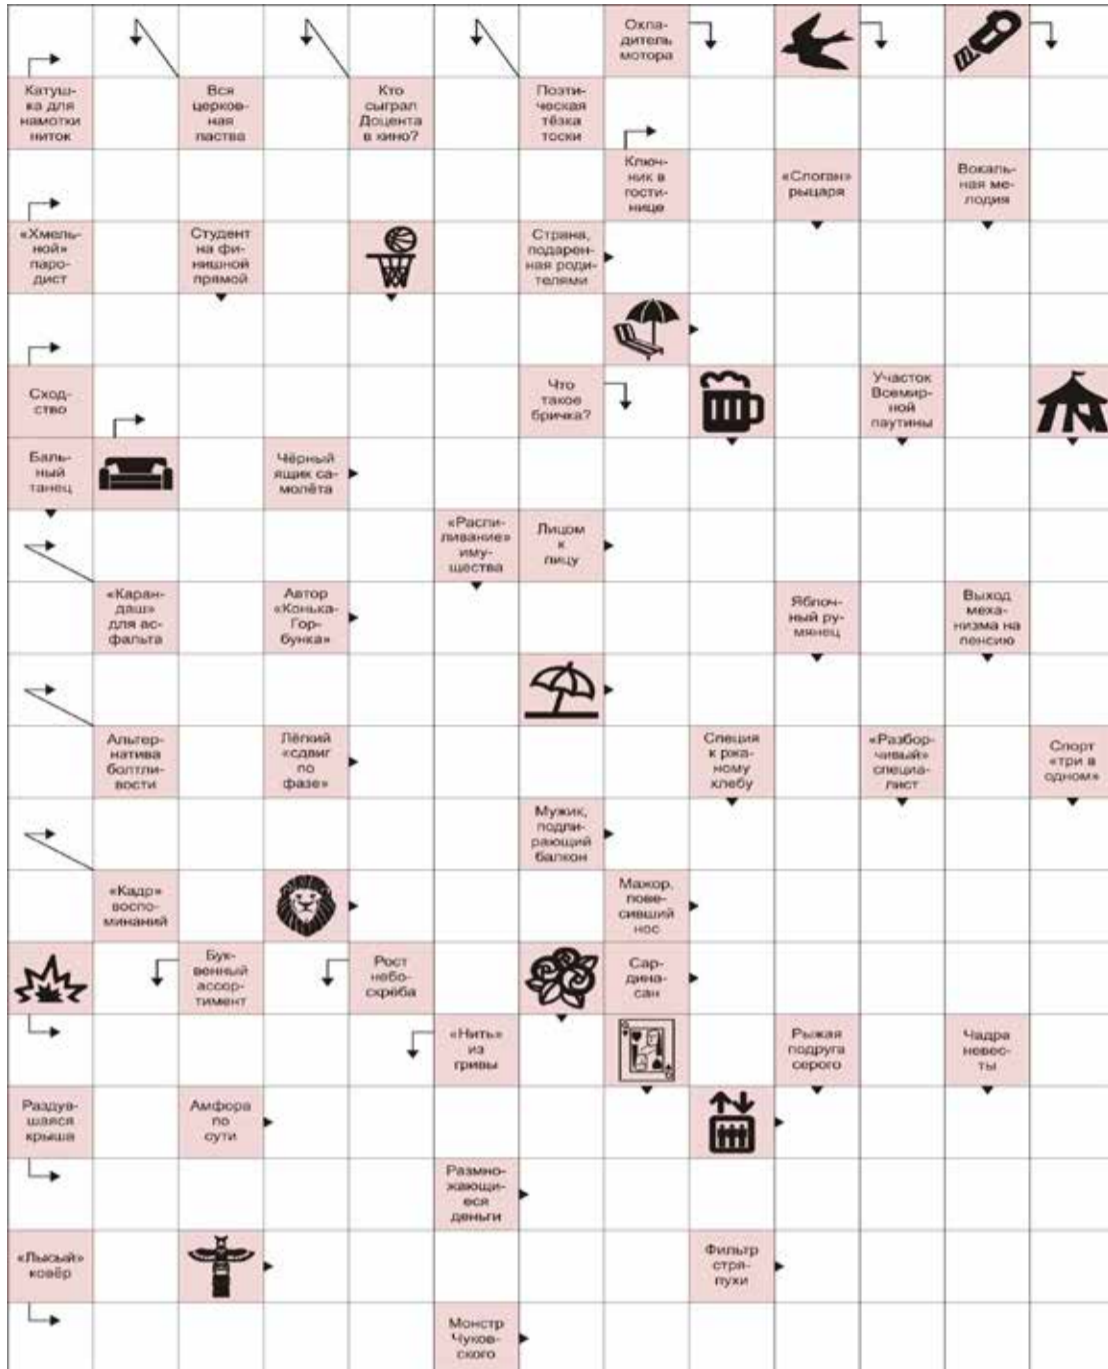 Охла-
дитель
мотора
Катуш-
ка для
намотки
ниток
Вся
церков-
ная
паства
Кто
сыграл
Доцента
в кино?
Поэти-
ческая
тёзка
тоски
Ключ-
ник в
гости-
нице
«Слоган»
рыцаря
Вокаль-
ная ме-
лодия
«Хмель-
ной»
паро-
дист
Студент
на фи-
нишной
прямой
Страна,
подарен-
ная роди-
телями
Сход-
ство
Что
такое
бричка?
Участок
Всемир-
ной
паутины
Баль-
ный
танец
Чёрный
ящик са-
молёта
«Распи-
ливание»
иму-
щества
Лицом
к
лицу
«Каран-
даш»
для ас-
фальта
Автор
«Конька-
Гор-
бунка»
Яблоч-
ный ру-
мянец
Выход
меха-
низма на
пенсию
Альтер-
натива
болтли-
вости
Лёгкий
«сдвиг
по
фазе»
Специя
к ржа-
ному
хлебу
«Разбор-
чивый»
специа-
лист
Спорт
«три в
одном»
Мужик,
подпи-
рающий
балкон
«Кадр»
воспо-
минаний
Мажор,
пове-
сивший
нос
Бук-
венный
ассор-
тимент
Рост
небо-
скрёба
Сар-
дина-
сан
«Нить»
из
гривы
Рыжая
подруга
серого
Чадра
невес-
ты
Раздув-
шаяся
крыша
Амфора
по
сути
Размно-
жающи-
еся
деньги
«Лысый»
ковёр
Фильтр
стря-
пухи
Монстр
Чуков-
ского